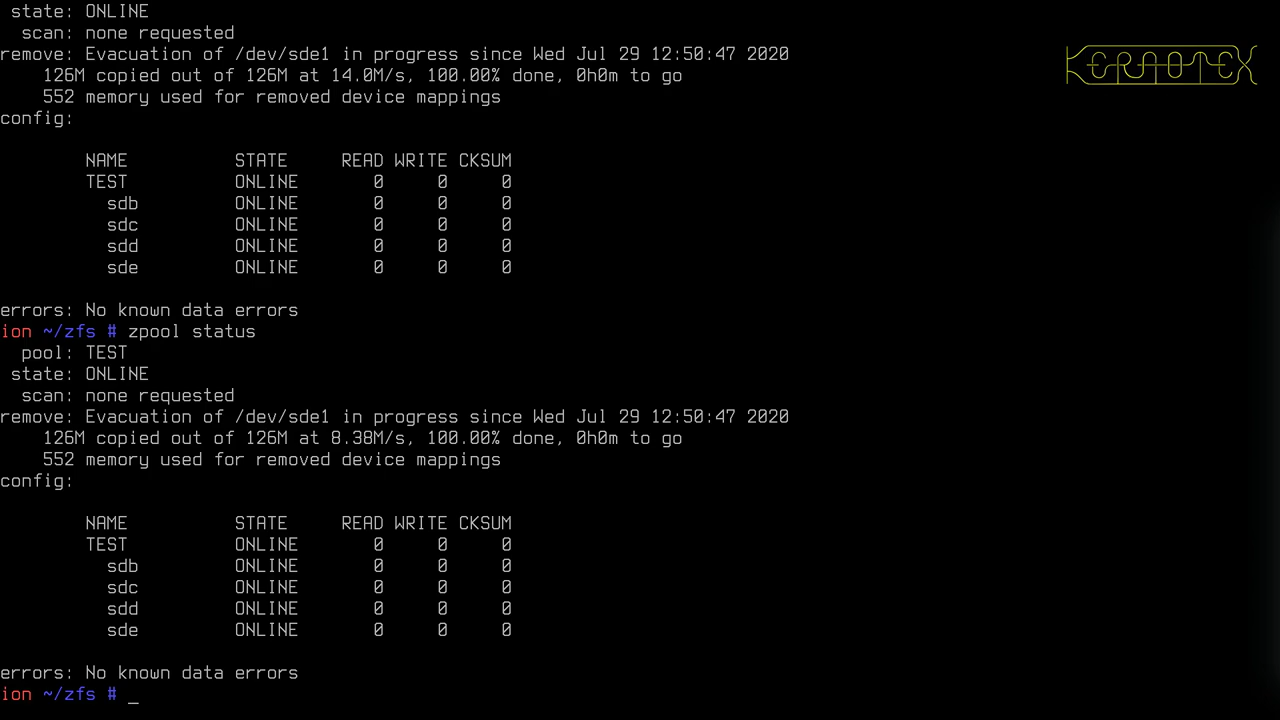 state: ONLINE
scan: none requested
remove: Evacuation of /dev/sde1 in progress since Wed Jul 29 12:50:47 2020
126M copied out of 126M at 14.0M/s, 100.00% done, 0h0m to go
552 memory used for removed device mappings
config:
NAME STATE READ WRITE CKSUM
TEST ONLINE 0 0 0
sdb ONLINE 0 0 0
sdc ONLINE 0 0 0
sdd ONLINE 0 0 0
sde ONLINE 0 0 0
errors: No known data errors
ion ~/zfs # zpool status
pool: TEST
state: ONLINE
scan: none requested
remove: Evacuation of /dev/sde1 in progress since Wed Jul 29 12:50:47 2020
126M copied out of 126M at 8.38M/s, 100.00% done, 0h0m to go
552 memory used for removed device mappings
config:
NAME STATE READ WRITE CKSUM
TEST ONLINE 0 0 0
sdb ONLINE 0 0 0
sdc ONLINE 0 0 0
sdd ONLINE 0 0 0
sde ONLINE 0 0 0
errors: No known data errors
ion ~/zfs # _